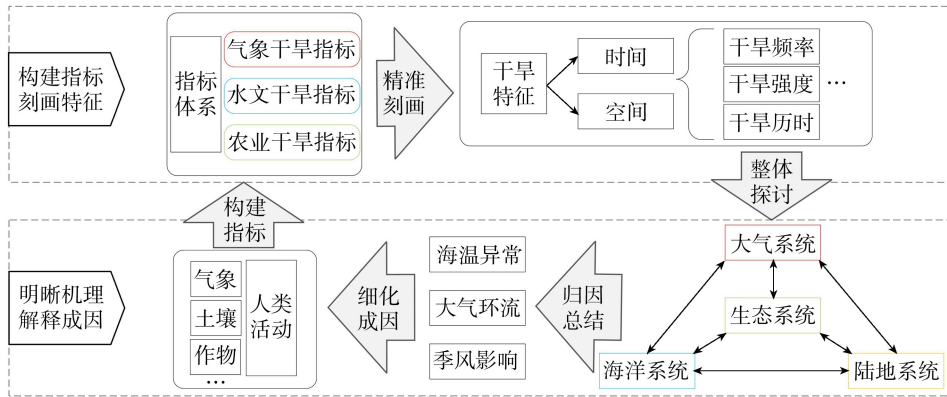 构建指标
刻画特征
指标
体系
气象干旱指标
水文干旱指标
农业干旱指标
精准
刻画
干旱
特征
时间
空间
干旱频率
干旱强度
干旱历时
…
整体
探讨
明晰机理
解释成因
构建
指标
气象
土壤
作物
…
人类
活动
细化
成因
海温异常
大气环流
季风影响
归因
总结
大气系统
生态系统
海洋系统
陆地系统